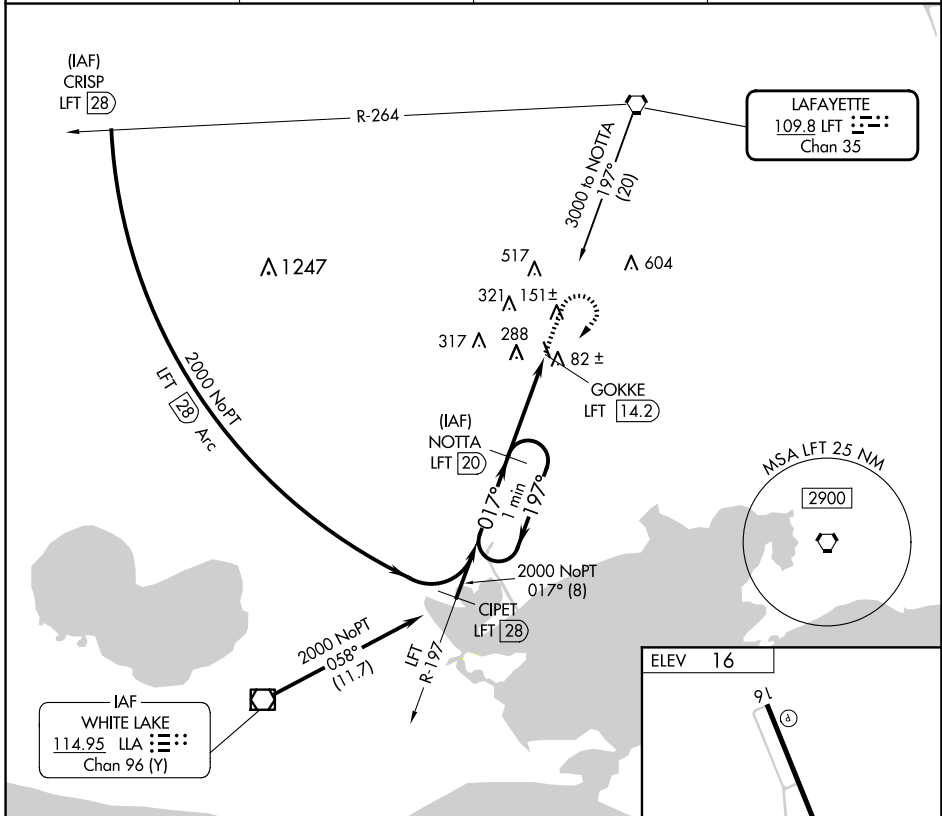 (IAF)
CRISP
LFT 28
R-264
LAFAYETTE
109.8 LFT
Chan 35
3000 to NOTTA
197°
(20)
1247
517
604
321
151±
317
288
82 ±
GOKKE
LFT 14.2
2000 NoPT
LFT 28 Arc
(IAF)
NOTTA
LFT 20
017°
1 min
197°
MSA LFT 25 NM
2900
2000 NoPT
017° (8)
CIPET
LFT 28
2000 NoPT
058°
(11.7)
LFT
R-197
IAF
WHITE LAKE
114.95 LLA
Chan 96 (Y)
ELEV 16
16
P